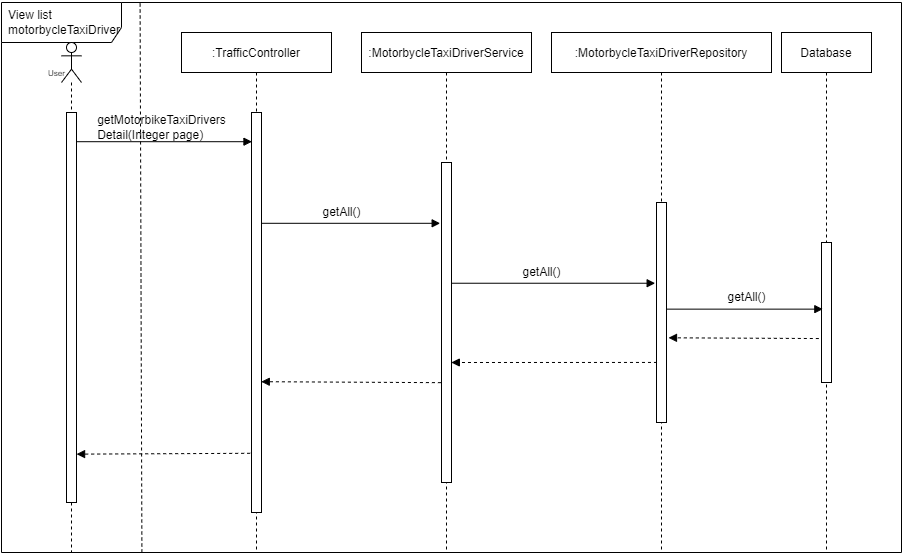 View list
motorbycleTaxiDriver
User
:TrafficController
:MotorbycleTaxiDriverService
:MotorbycleTaxiDriverRepository
Database
getMotorbikeTaxiDrivers
Detail(Integer page)
getAll()
getAll()
getAll()